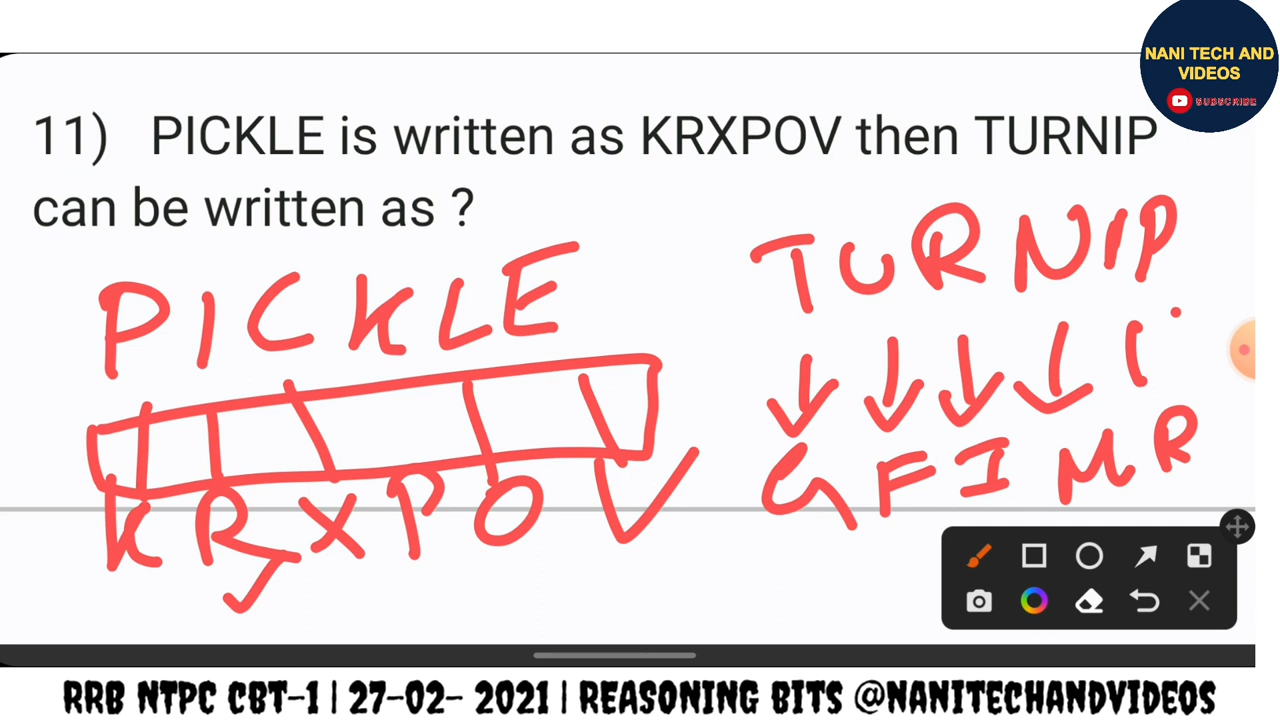 NANI TECH AND
VIDEOS
SUBSCRIBE
11) PICKLE is written as KRXPOV then TURNIP
can be written as ?
PICKLE
TURNIP
KRXPOV
GFIMR
RRB NTPC CBT-1 | 27-02- 2021 | REASONING BITS @NANITECHANDVIDEOS